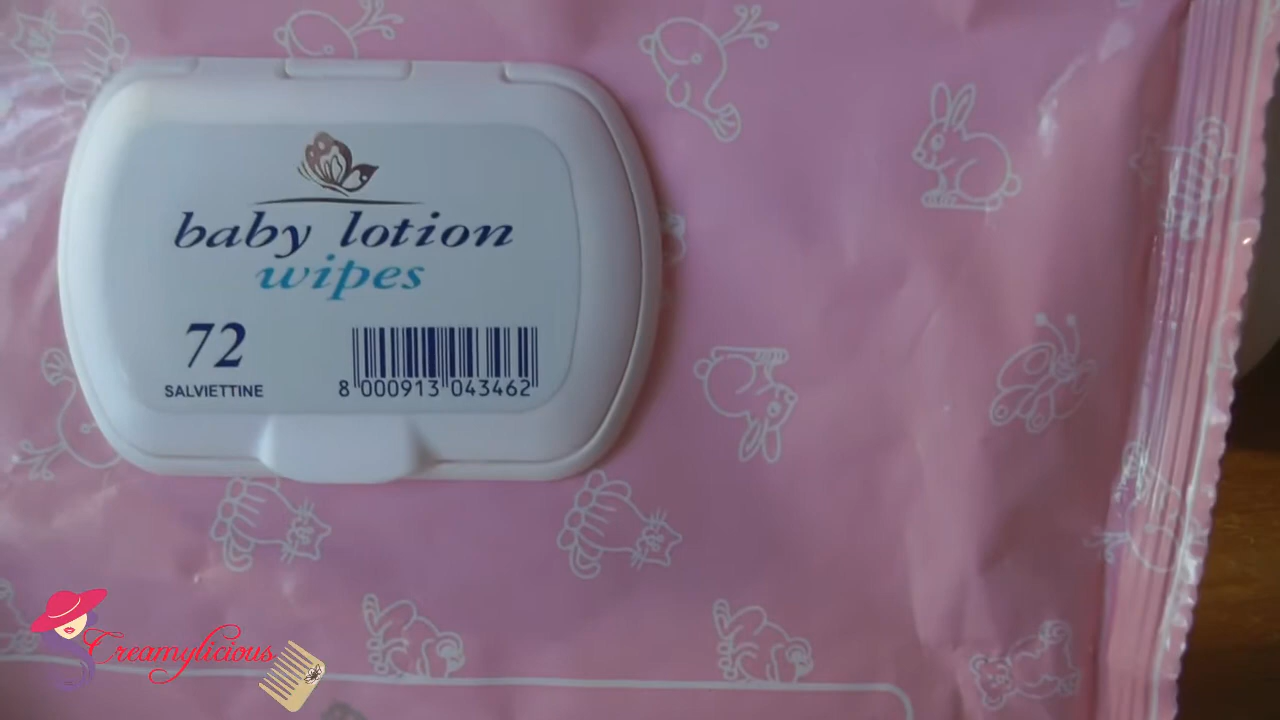 baby lotion
wipes
72
SALVIETTINE
8 000913 043462
Creamylicious